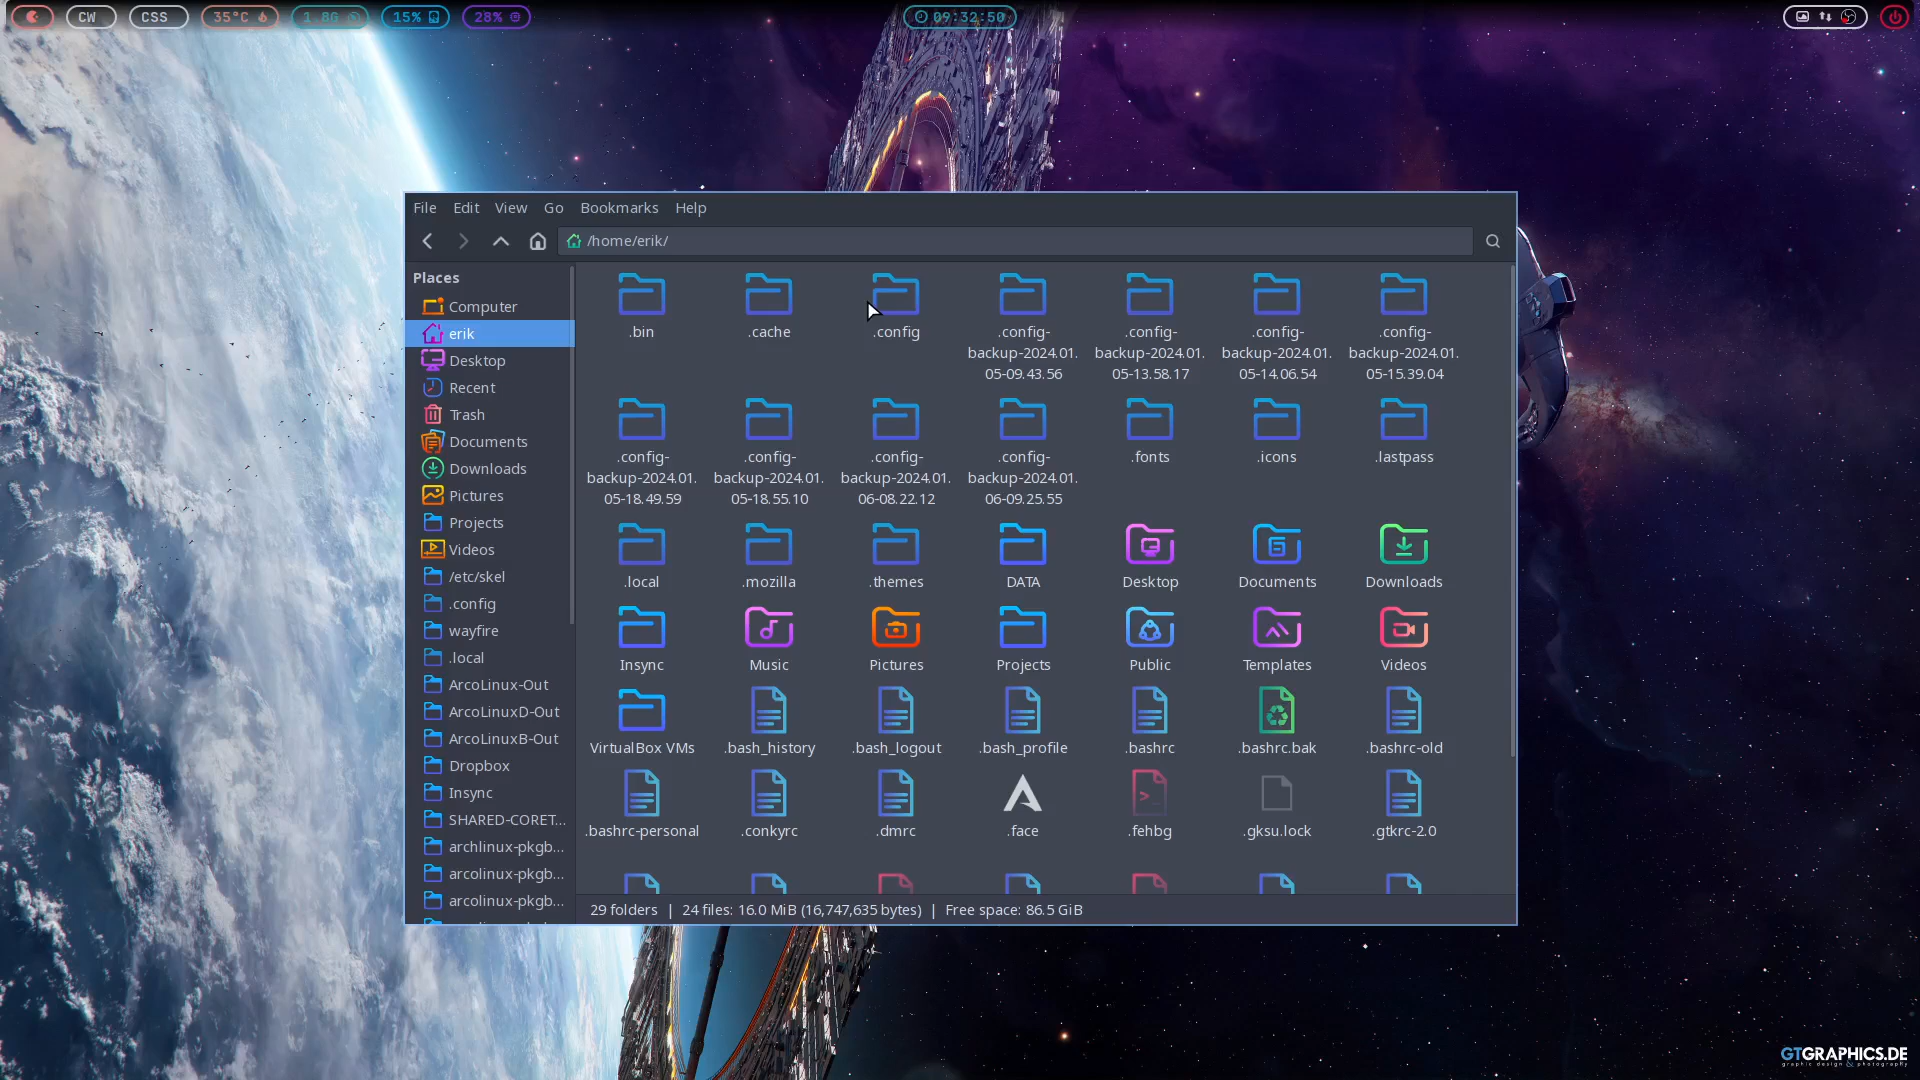 CW
CSS
35°C
1.8G
15%
28%
09:32:50
File Edit View Go Bookmarks Help
/home/erik/
Places
Computer
erik
Desktop
Recent
Trash
Documents
Downloads
Pictures
Projects
Videos
/etc/skel
.config
wayfire
.local
ArcoLinux-Out
ArcoLinuxD-Out
ArcoLinuxB-Out
Dropbox
Insync
SHARED-CORET...
archlinux-pkgb...
arcolinux-pkgb...
arcolinux-pkgb...
.bin
.cache
.config
.config-
backup-2024.01.
05-09.43.56
.config-
backup-2024.01.
05-13.58.17
.config-
backup-2024.01.
05-14.06.54
.config-
backup-2024.01.
05-15.39.04
.config-
backup-2024.01.
05-18.49.59
.config-
backup-2024.01.
05-18.55.10
.config-
backup-2024.01.
06-08.22.12
.config-
backup-2024.01.
06-09.25.55
.fonts
.icons
.lastpass
.local
.mozilla
.themes
DATA
Desktop
Documents
Downloads
Insync
Music
Pictures
Projects
Public
Templates
Videos
VirtualBox VMs
.bash_history
.bash_logout
.bash_profile
.bashrc
.bashrc.bak
.bashrc-old
.bashrc-personal
.conkyrc
.dmrc
.face
.fehbg
.gksu.lock
.gtkrc-2.0
29 folders | 24 files: 16.0 MiB (16,747,635 bytes) | Free space: 86.5 GiB
GTGRAPHICS.DE
graphic design & photography